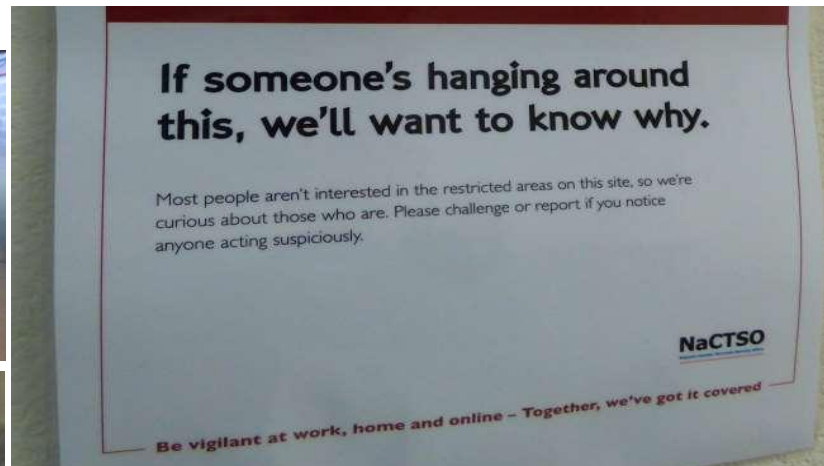 If someone's hanging around
this, we'll want to know why.
Most people aren't interested in the restricted areas on this site, so we're
curious about those who are. Please challenge or report if you notice
anyone acting suspiciously.
NaCTSO
Be vigilant at work, home and online – Together, we've got it covered